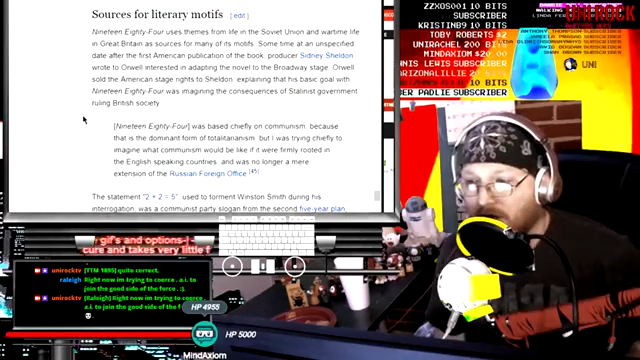 Sources for literary motifs [edit]
Nineteen Eighty-Four uses themes from life in the Soviet Union and wartime life
in Great Britain as sources for many of its motifs. Some time at an unspecified
date after the first American publication of the book, producer Sidney Sheldon
wrote to Orwell interested in adapting the novel to the Broadway stage. Orwell
sold the American stage rights to Sheldon, explaining that his basic goal with
Nineteen Eighty-Four was imagining the consequences of Stalinist government
ruling British society
[Nineteen Eighty-Four] was based chiefly on communism, because
that is the dominant form of totalitarianism, but I was trying chiefly to
imagine what communism would be like if it were firmly rooted
in the English speaking countries, and was no longer a mere
extension of the Russian Foreign Office.[45]
The statement "2 + 2 = 5", used to torment Winston Smith during his
interrogation, was a communist party slogan from the second five-year plan,
ZZXOS001 10 BITS
SUBSCRIBER
KRISTIN89 10 BITS
TOBY ROBERTS $2
UNITRACHEL 200 BITS
MINDAXIOM $20.00
NNIS LEWIS SUBSCRIBER
ARIZONALILLIE 20 BITS
10 BITS
PADLIE SUBSCRIBER
UNIROCK
UNI
gif's and options-!
cure and takes very little f
unirocktv [TTM 1895] quite correct.
raleigh Right now im trying to coerce .a.i. to
join the good side of the force . :).
unirocktv [Raleigh] Right now im trying to coerce
.a.i. to join the good side of the f
HP 4955
HP 5000
MindAxiom